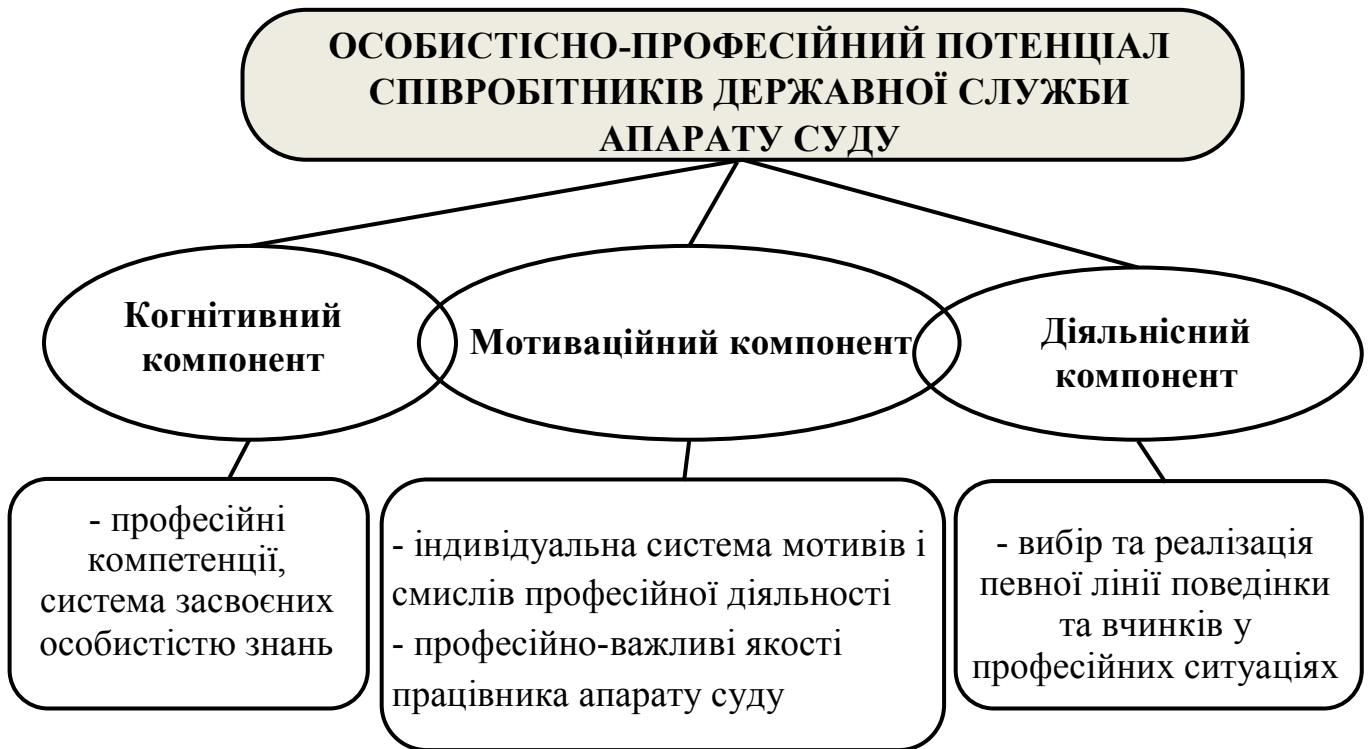 ОСОБИСТІСНО-ПРОФЕСІЙНИЙ ПОТЕНЦІАЛ
СПІВРОБІТНИКІВ ДЕРЖАВНОЇ СЛУЖБИ
АПАРАТУ СУДУ
Когнітивний
компонент
Мотиваційний компонент
Діяльнісний
компонент
- професійні
компетенції,
система засвоєних
особистістю знань
- індивідуальна система мотивів і
смислів професійної діяльності
- професійно-важливі якості
працівника апарату суду
- вибір та реалізація
певної лінії поведінки
та вчинків у
професійних ситуаціях